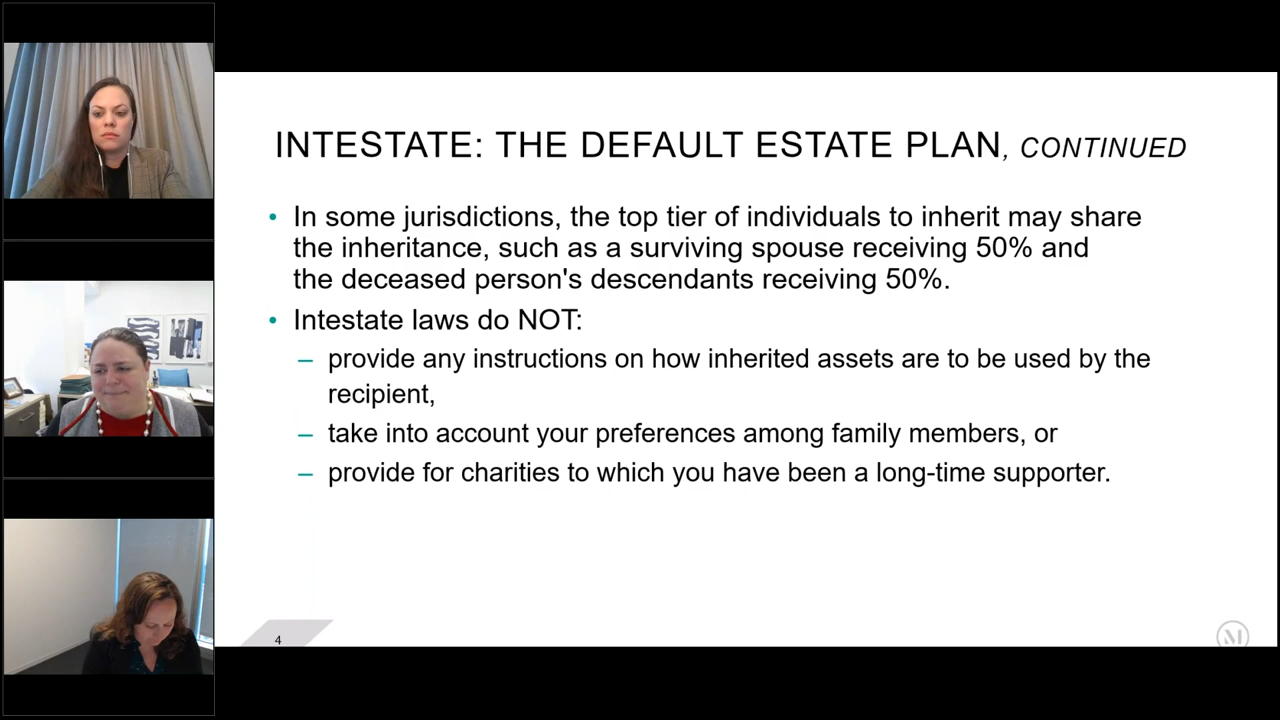 INTESTATE: THE DEFAULT ESTATE PLAN, CONTINUED
• In some jurisdictions, the top tier of individuals to inherit may share
the inheritance, such as a surviving spouse receiving 50% and
the deceased person's descendants receiving 50%.
• Intestate laws do NOT:
– provide any instructions on how inherited assets are to be used by the
recipient,
– take into account your preferences among family members, or
– provide for charities to which you have been a long-time supporter.
4
M